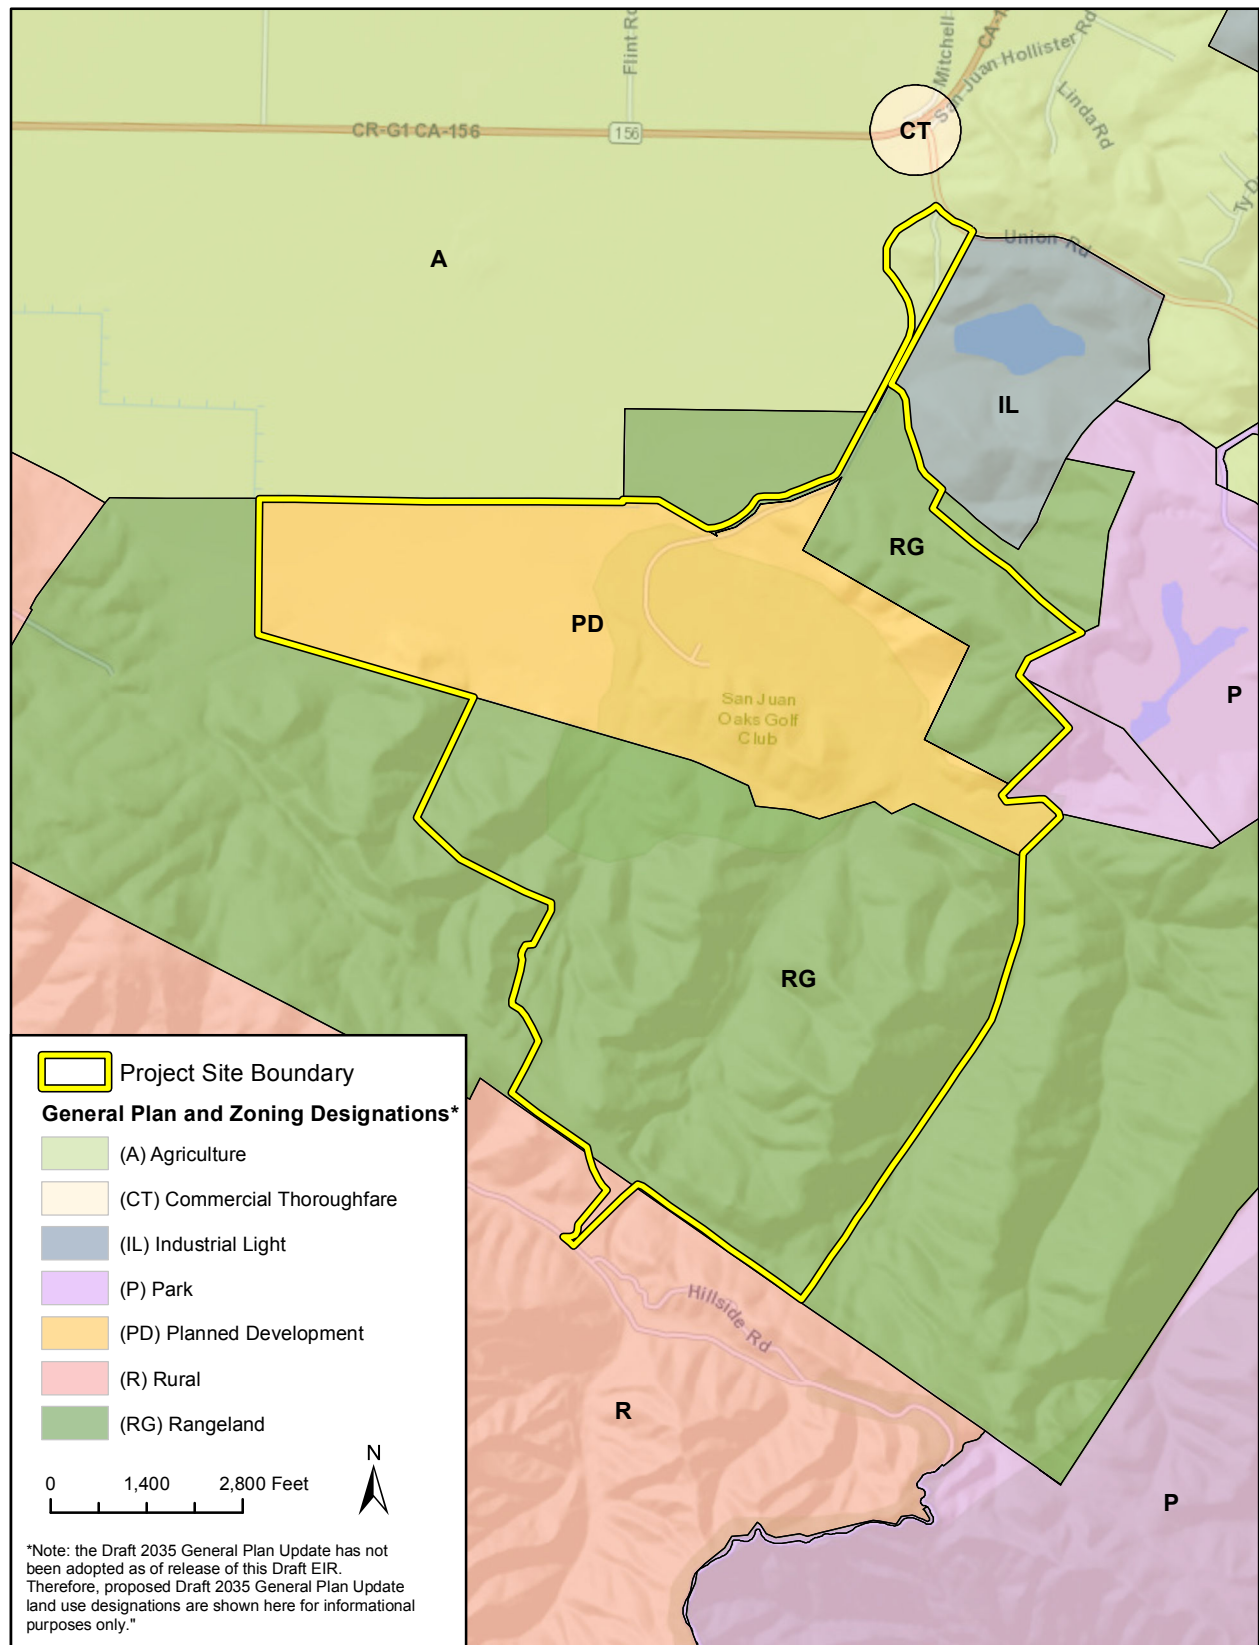 Flint Rd
Mitchell
CA-1
San Juan Hollister Rd
Linda Rd
CR-G1 CA-156
156
CT
Ty D
A
Union Rd
IL
RG
PD
P
San Juan
Oaks Golf
Club
RG
Hillside Rd
R
P
Project Site Boundary
General Plan and Zoning Designations*
(A) Agriculture
(CT) Commercial Thoroughfare
(IL) Industrial Light
(P) Park
(PD) Planned Development
(R) Rural
(RG) Rangeland
N
0 1,400 2,800 Feet
*Note: the Draft 2035 General Plan Update has not
been adopted as of release of this Draft EIR.
Therefore, proposed Draft 2035 General Plan Update
land use designations are shown here for informational
purposes only."